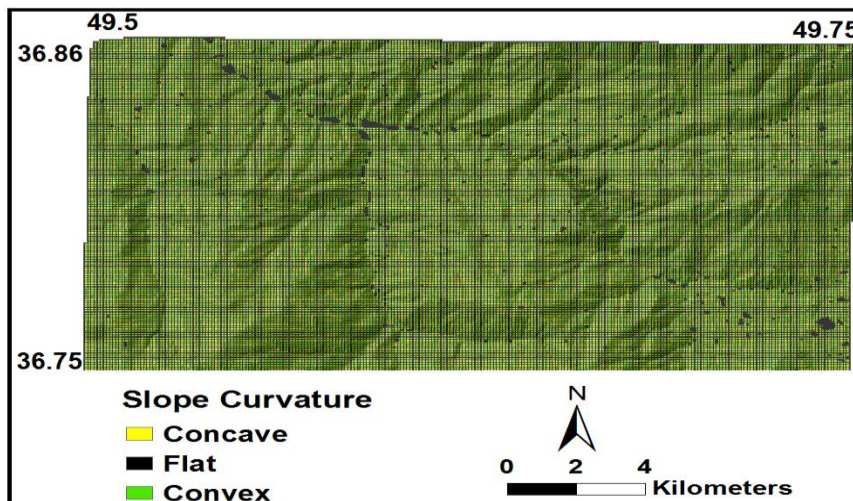 49.5
49.75
36.86
36.75
Slope Curvature
Concave
Flat
Convex
N
0 2 4
Kilometers